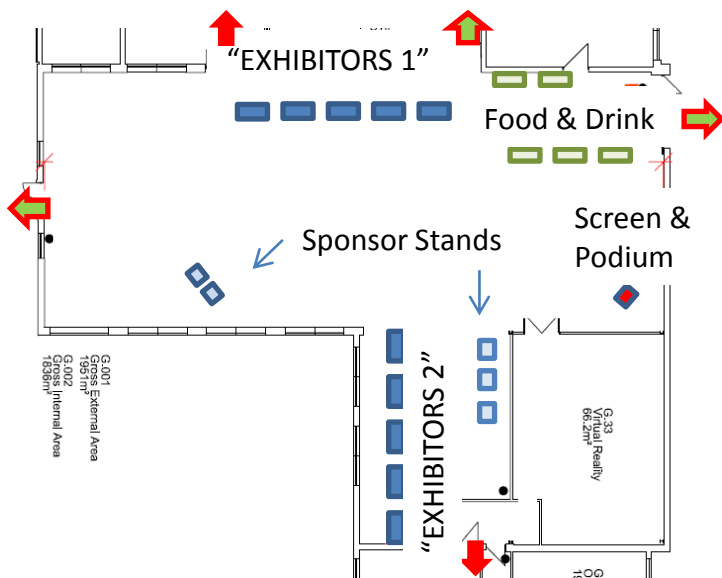 “EXHIBITORS 1”
Food & Drink
Sponsor Stands
Screen &
Podium
“EXHIBITORS 2”
G.001
Gross External Area
1951m²
G.002
Gross Internal Area
1836m²
G.33
Virtual Reality
66.2m²